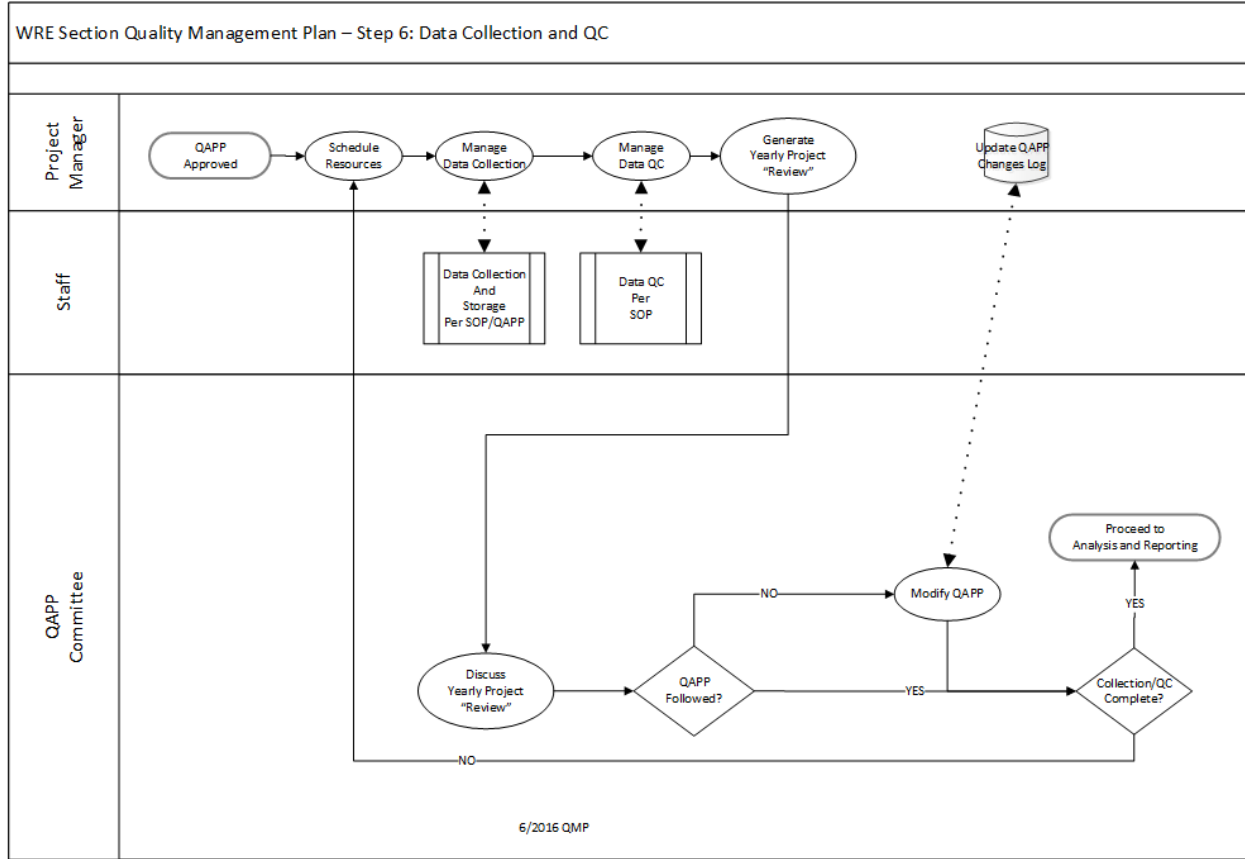 WRE Section Quality Management Plan – Step 6: Data Collection and QC
Project
Manager
QAPP
Approved
Schedule
Resources
Manage
Data Collection
Manage
Data QC
Generate
Yearly Project
“Review”
Update QAPP
Changes Log
Staff
Data Collection
And
Storage
Per SOP/QAPP
Data QC
Per
SOP
QAPP
Committee
Proceed to
Analysis and Reporting
NO
Modify QAPP
YES
Discuss
Yearly Project
“Review”
QAPP
Followed?
YES
Collection/QC
Complete?
NO
6/2016 QMP